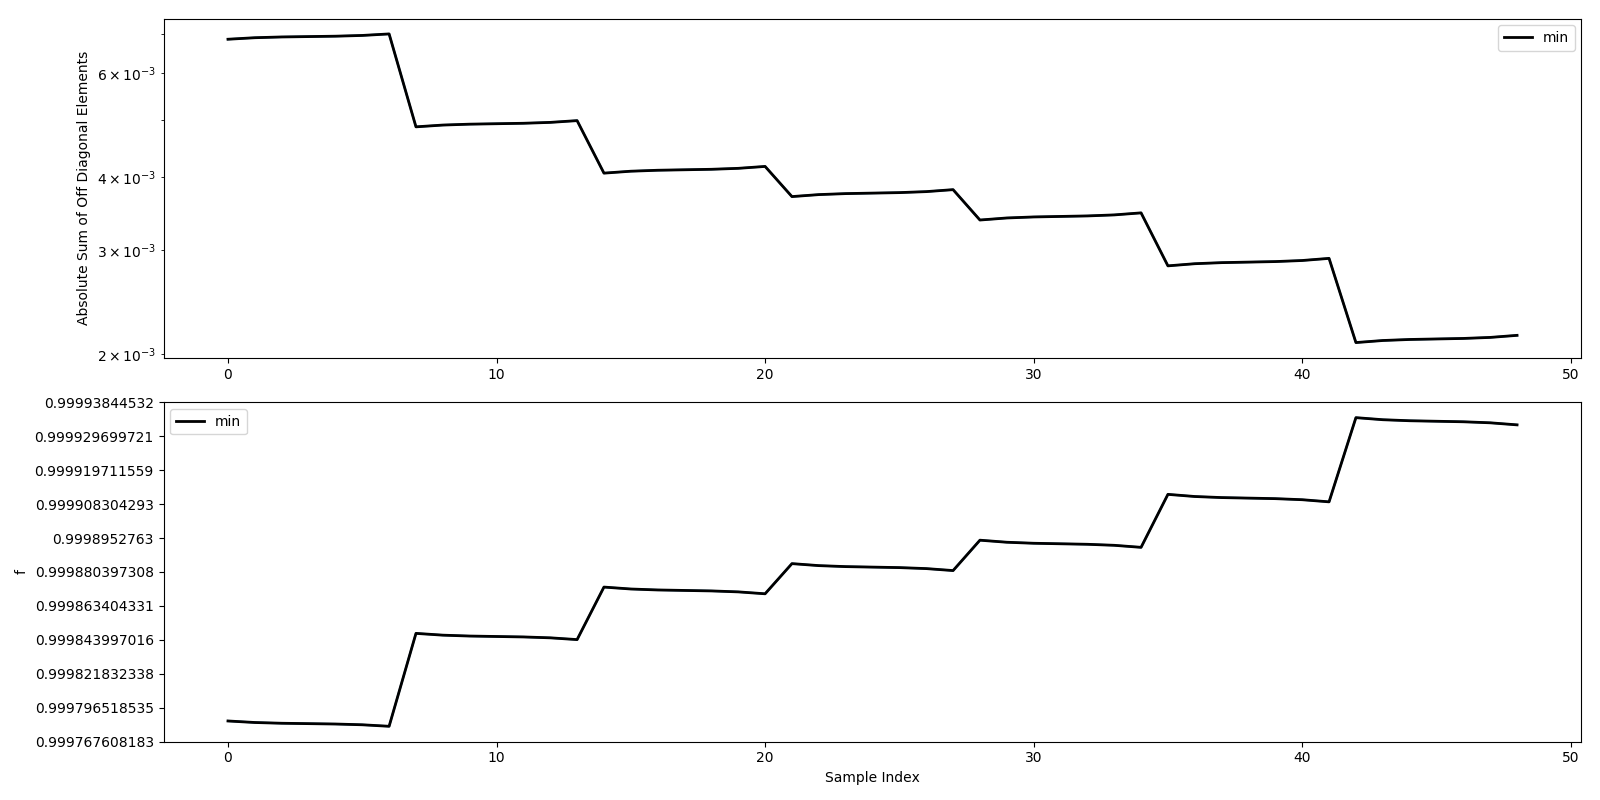 Absolute Sum of Off Diagonal Elements
6 × 10⁻³
4 × 10⁻³
3 × 10⁻³
2 × 10⁻³
min
0 10 20 30 40 50
f
0.99993844532
0.999929699721
0.999919711559
0.999908304293
0.9998952763
0.999880397308
0.999863404331
0.999843997016
0.999821832338
0.999796518535
0.999767608183
min
0 10 20 30 40 50
Sample Index